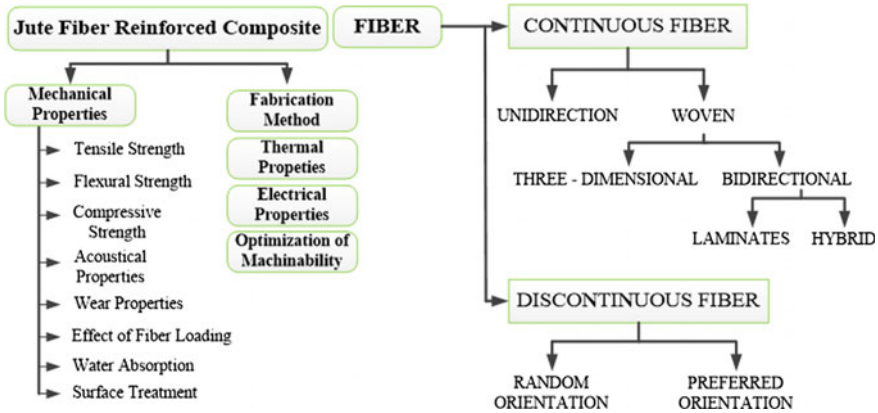 Jute Fiber Reinforced Composite
Mechanical
Properties
Tensile Strength
Flexural Strength
Compressive
Strength
Acoustical
Properties
Wear Properties
Effect of Fiber Loading
Water Absorption
Surface Treatment
Fabrication
Method
Thermal
Propeties
Electrical
Properties
Optimization of
Machinability
FIBER
CONTINUOUS FIBER
UNIDIRECTION
WOVEN
THREE - DIMENSIONAL
BIDIRECTIONAL
LAMINATES
HYBRID
DISCONTINUOUS FIBER
RANDOM
ORIENTATION
PREFERRED
ORIENTATION